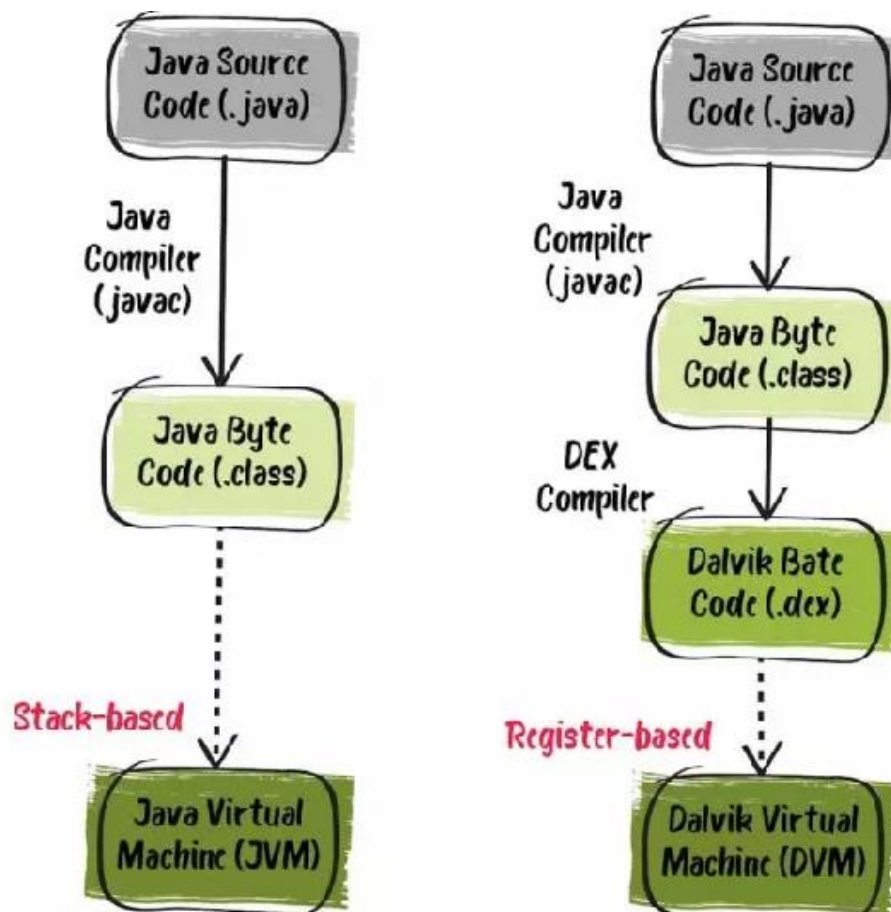 Java Source
Code (.java)
Java
Compiler
(javac)
Java Byte
Code (.class)
Stack-based
Java Virtual
Machine (JVM)
Java Source
Code (.java)
Java
Compiler
(javac)
Java Byte
Code (.class)
DEX
Compiler
Dalvik Bate
Code (.dex)
Register-based
Dalvik Virtual
Machine (DVM)